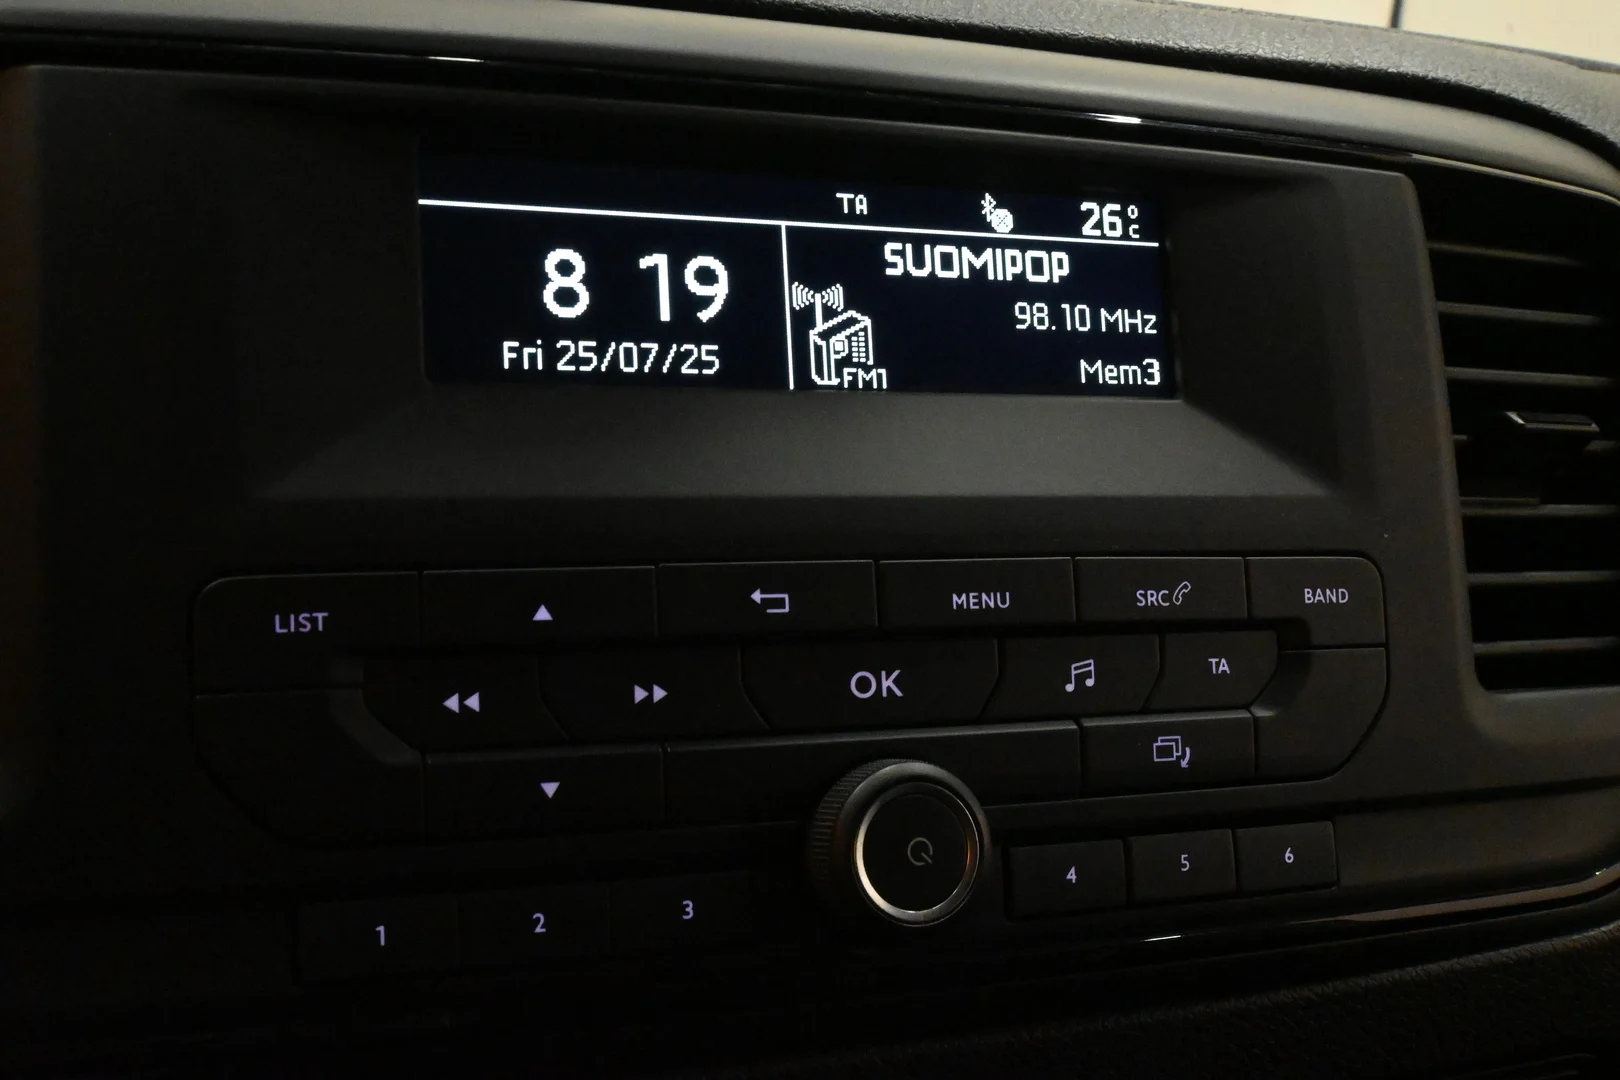 TA 26°C
8 19
SUOMIPOP
98.10 MHz
Fri 25/07/25
FM1
Mem3
LIST
MENU
SRC
BAND
OK
TA
1
2
3
4
5
6